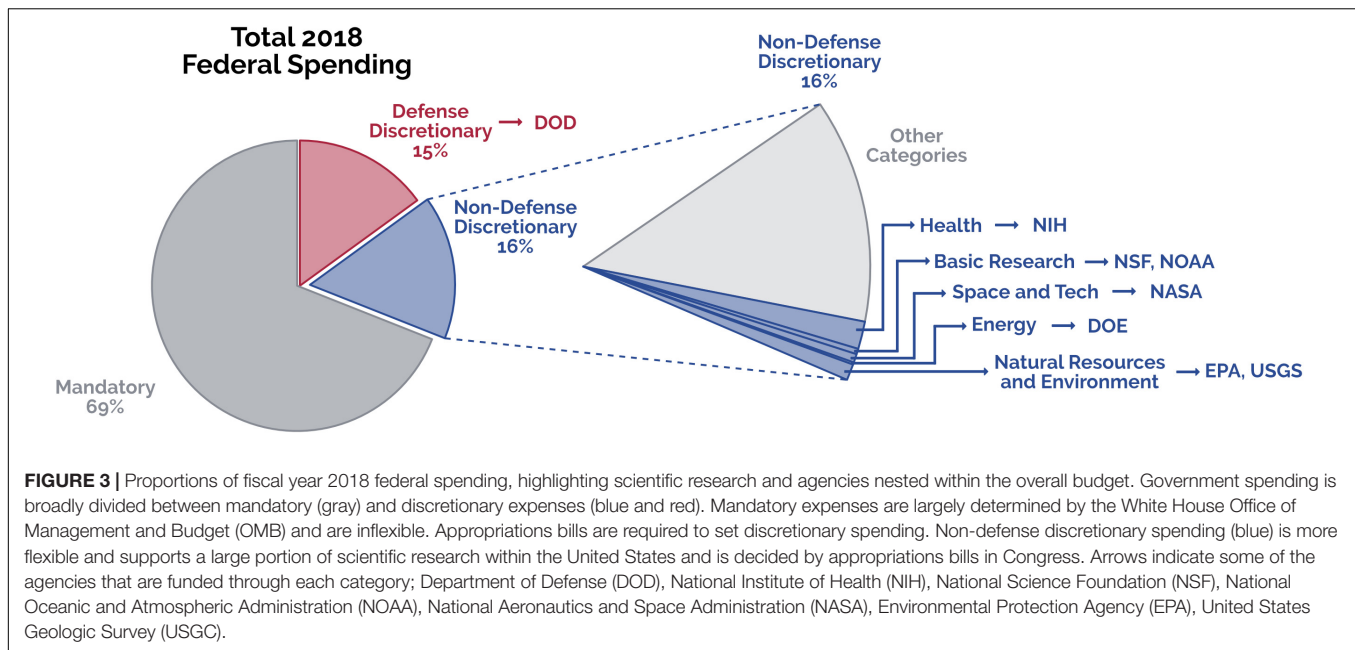 Total 2018
Federal Spending
Defense
Discretionary → DOD
15%
Non-Defense
Discretionary
16%
Mandatory
69%
Non-Defense
Discretionary
16%
Other
Categories
Health → NIH
Basic Research → NSF, NOAA
Space and Tech → NASA
Energy → DOE
Natural Resources
and Environment → EPA, USGS
FIGURE 3 | Proportions of fiscal year 2018 federal spending, highlighting scientific research and agencies nested within the overall budget. Government spending is
broadly divided between mandatory (gray) and discretionary expenses (blue and red). Mandatory expenses are largely determined by the White House Office of
Management and Budget (OMB) and are inflexible. Appropriations bills are required to set discretionary spending. Non-defense discretionary spending (blue) is more
flexible and supports a large portion of scientific research within the United States and is decided by appropriations bills in Congress. Arrows indicate some of the
agencies that are funded through each category; Department of Defense (DOD), National Institute of Health (NIH), National Science Foundation (NSF), National
Oceanic and Atmospheric Administration (NOAA), National Aeronautics and Space Administration (NASA), Environmental Protection Agency (EPA), United States
Geologic Survey (USGC).